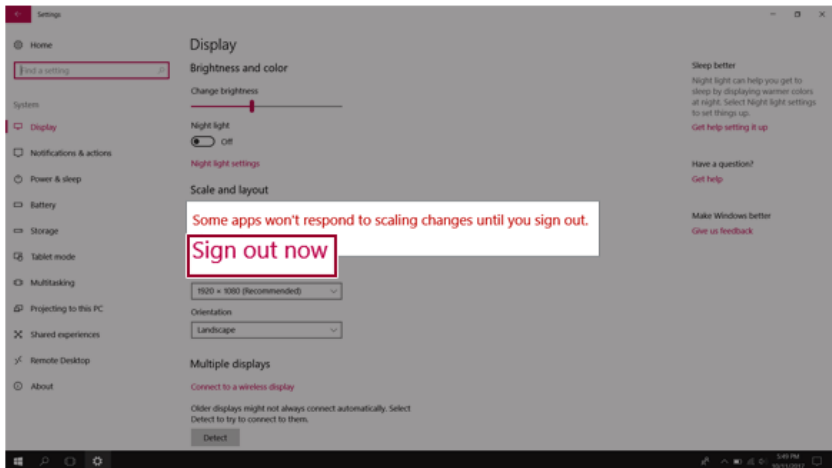 Settings
Home
Find a setting
System
Display
Notifications & actions
Power & sleep
Battery
Storage
Tablet mode
Multitasking
Projecting to this PC
Shared experiences
Remote Desktop
About
Display
Brightness and color
Change brightness
Night light
Off
Night light settings
Scale and layout
Some apps won't respond to scaling changes until you sign out.
Sign out now
1920 × 1080 (Recommended)
Orientation
Landscape
Multiple displays
Connect to a wireless display
Older displays might not always connect automatically. Select
Detect to try to connect to them.
Detect
Sleep better
Night light can help you get to
sleep by displaying warmer colors
at night. Select Night light settings
to set things up.
Get help setting it up
Have a question?
Get help
Make Windows better
Give us feedback
5:49 PM
10/11/2017